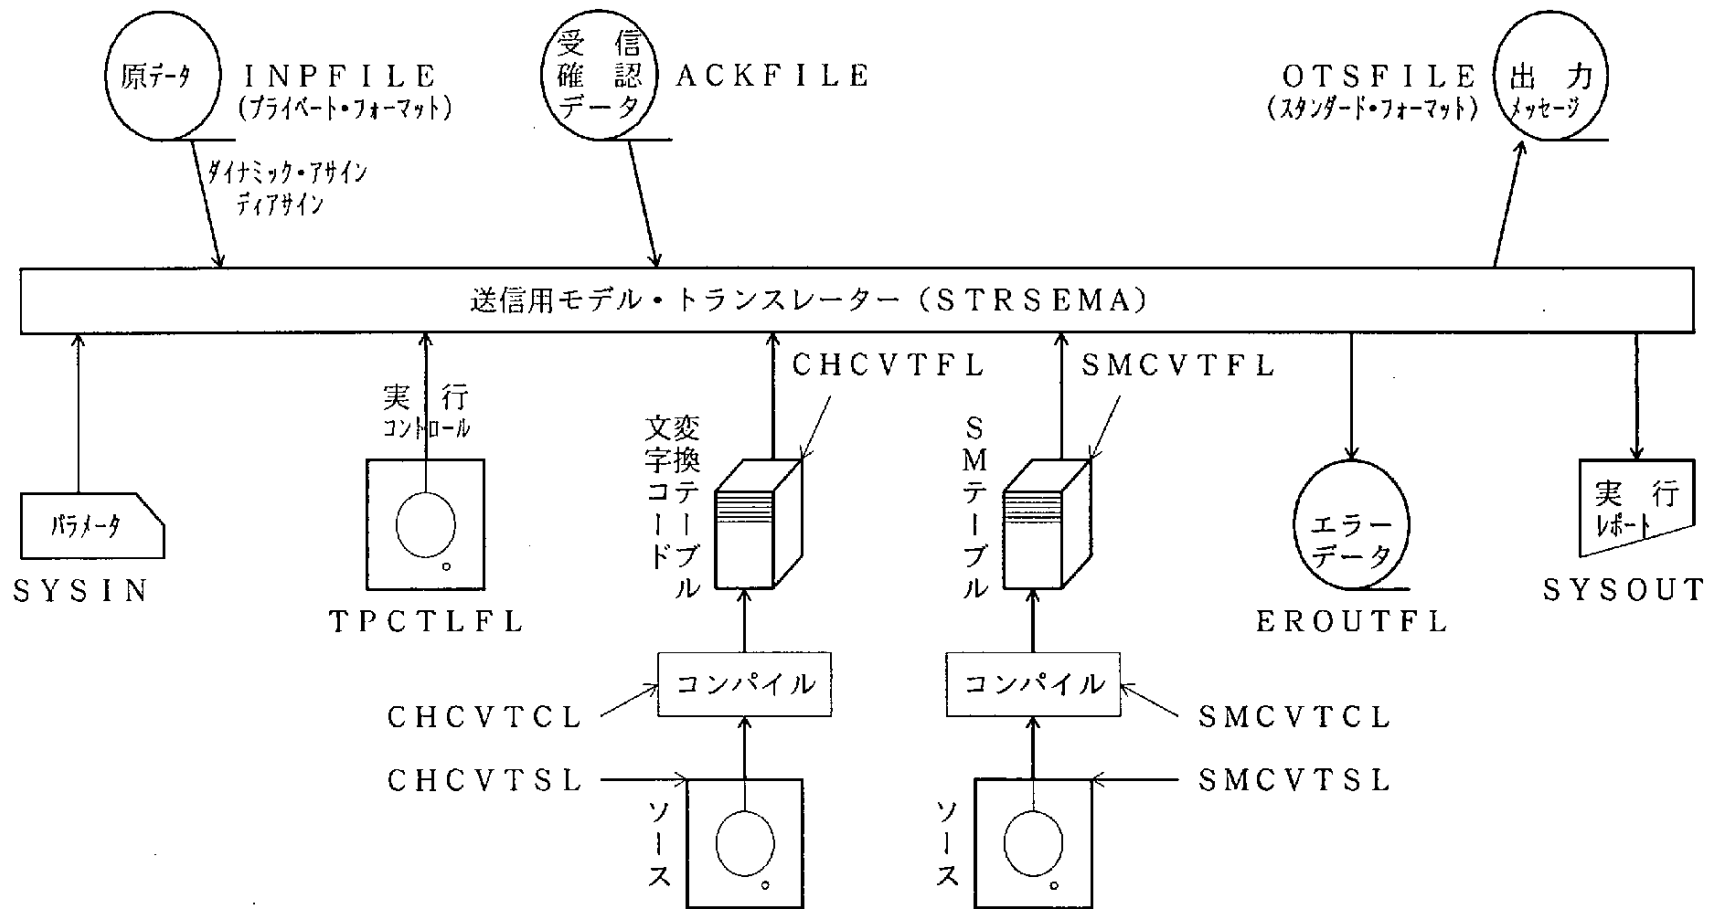 原データ
INPFILE
(プライベート・フォーマット)
受信
確認
データ
ACKFILE
OTSFILE
(スタンダード・フォーマット)
出力
メッセージ
ダイナミック・アサイン
ディアサイン
送信用モデル・トランスレーター(STRSEMA)
CHCVTFL
SMCVTFL
実行
コントロール
文字コード
変換テーブル
SMテーブル
パラメータ
SYSIN
TPCTLFL
エラー
データ
EROUTFL
実行
レポート
SYSOUT
コンパイル
コンパイル
CHCVTCL
SMCVTCL
CHCVTSL
SMCVTSL
ソース
ソース